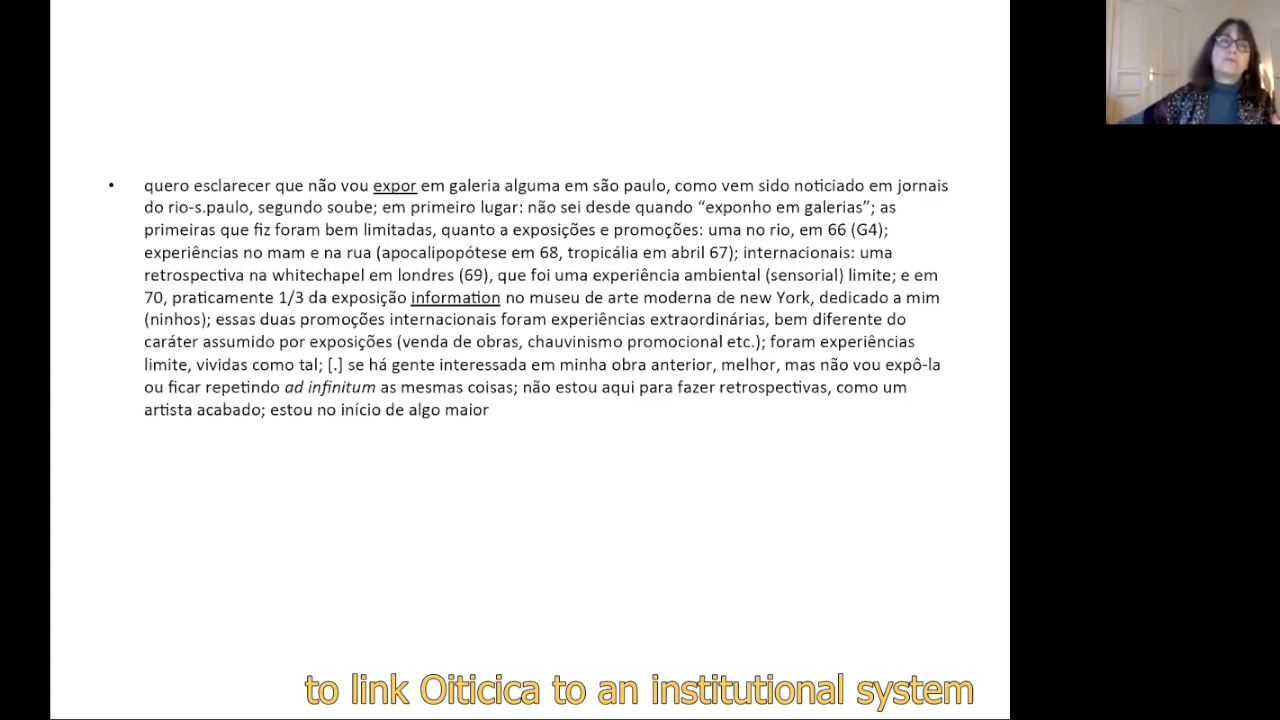 • quero esclarecer que não vou expor em galeria alguma em são paulo, como vem sido noticiado em jornais
do rio-s.paulo, segundo soube; em primeiro lugar: não sei desde quando “exponho em galerias”; as
primeiras que fiz foram bem limitadas, quanto a exposições e promoções: uma no rio, em 66 (G4);
experiências no mam e na rua (apocalipopótese em 68, tropicália em abril 67); internacionais: uma
retrospectiva na whitechapel em londres (69), que foi uma experiência ambiental (sensorial) limite; e em
70, praticamente 1/3 da exposição information no museu de arte moderna de new York, dedicado a mim
(ninhos); essas duas promoções internacionais foram experiências extraordinárias, bem diferente do
caráter assumido por exposições (venda de obras, chauvinismo promocional etc.); foram experiências
limite, vividas como tal; [.] se há gente interessada em minha obra anterior, melhor, mas não vou expô-la
ou ficar repetindo ad infinitum as mesmas coisas; não estou aqui para fazer retrospectivas, como um
artista acabado; estou no início de algo maior
to link Oiticica to an institutional system